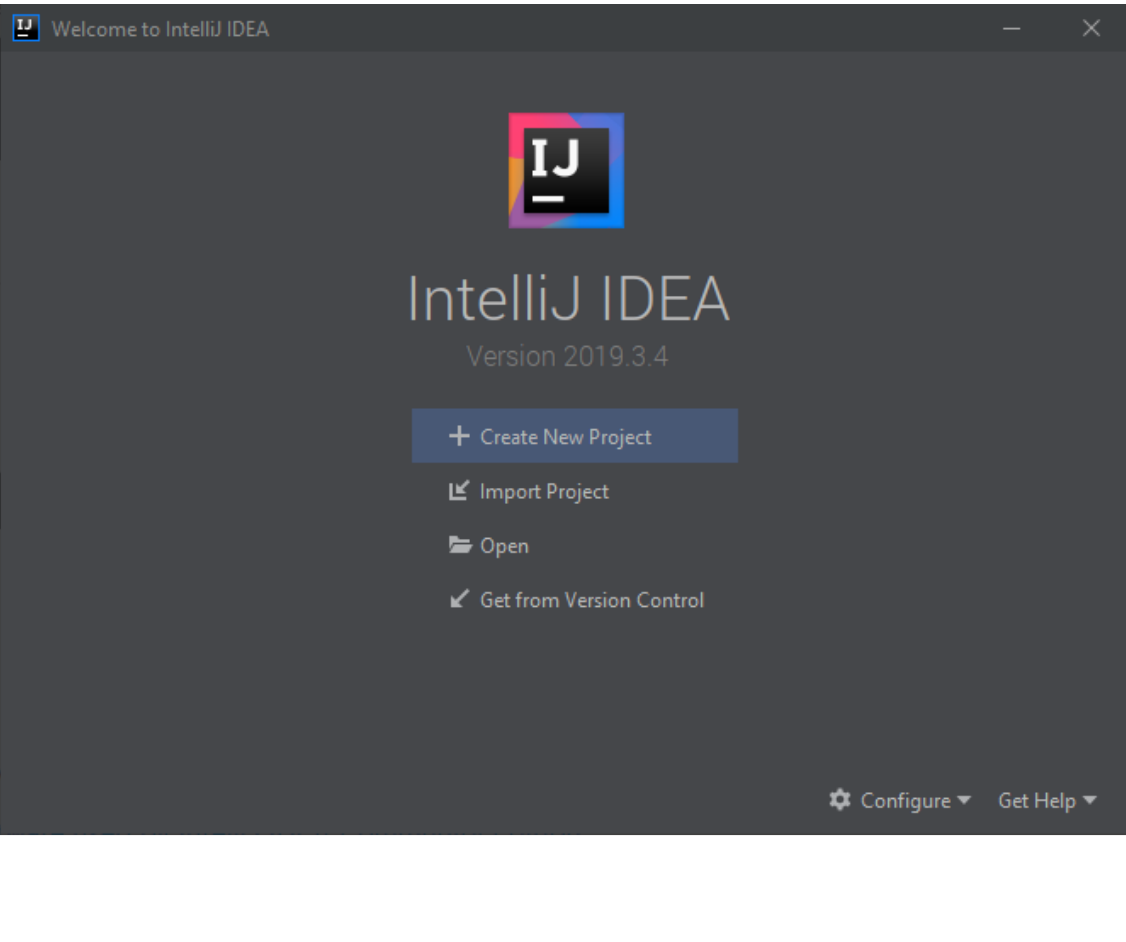 Welcome to IntelliJ IDEA
IJ
IntelliJ IDEA
Version 2019.3.4
Create New Project
Import Project
Open
Get from Version Control
Configure
Get Help